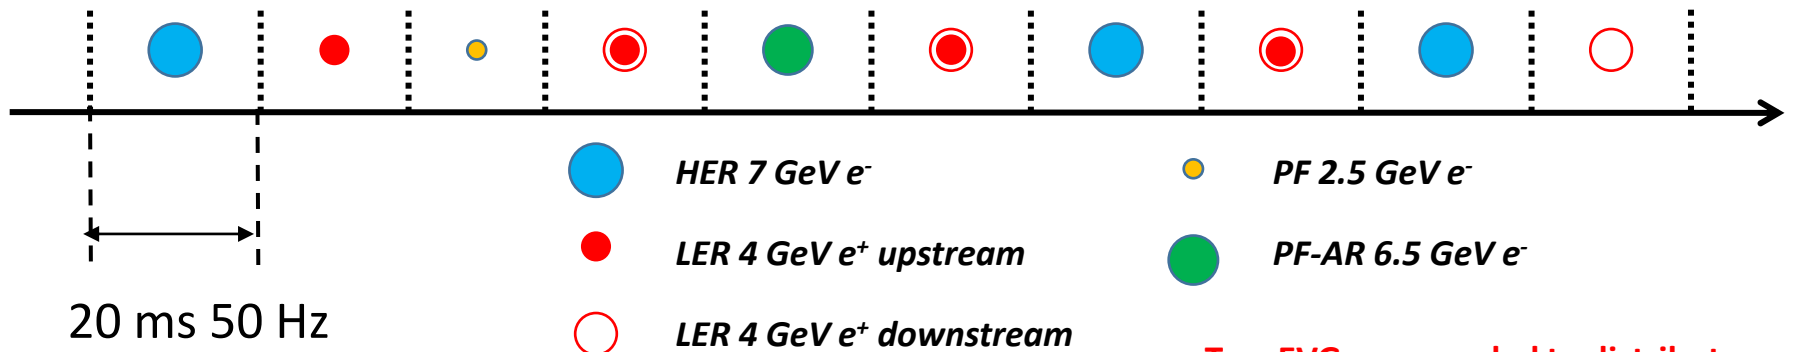 HER 7 GeV e-
PF 2.5 GeV e-
LER 4 GeV e+ upstream
PF-AR 6.5 GeV e-
20 ms 50 Hz
LER 4 GeV e+ downstream